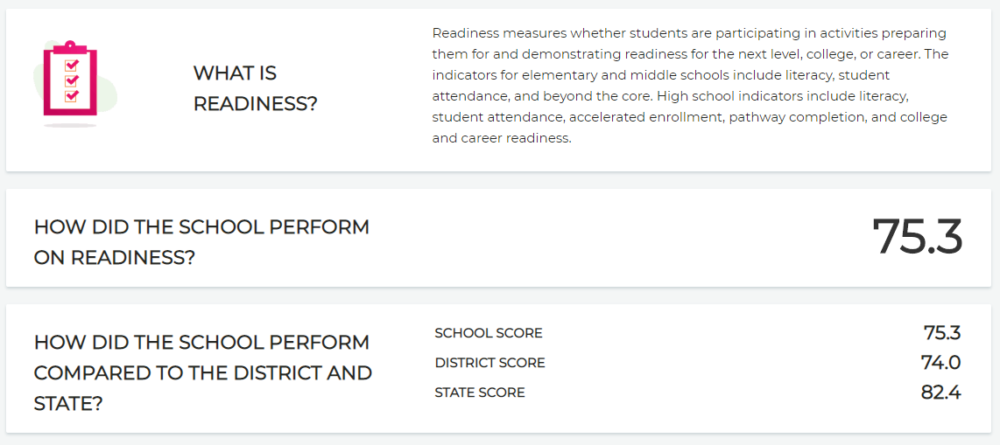 WHAT IS
READINESS?
Readiness measures whether students are participating in activities preparing
them for and demonstrating readiness for the next level, college, or career. The
indicators for elementary and middle schools include literacy, student
attendance, and beyond the core. High school indicators include literacy,
student attendance, accelerated enrollment, pathway completion, and college
and career readiness.
HOW DID THE SCHOOL PERFORM
ON READINESS?
75.3
HOW DID THE SCHOOL PERFORM
COMPARED TO THE DISTRICT AND
STATE?
SCHOOL SCORE 75.3
DISTRICT SCORE 74.0
STATE SCORE 82.4